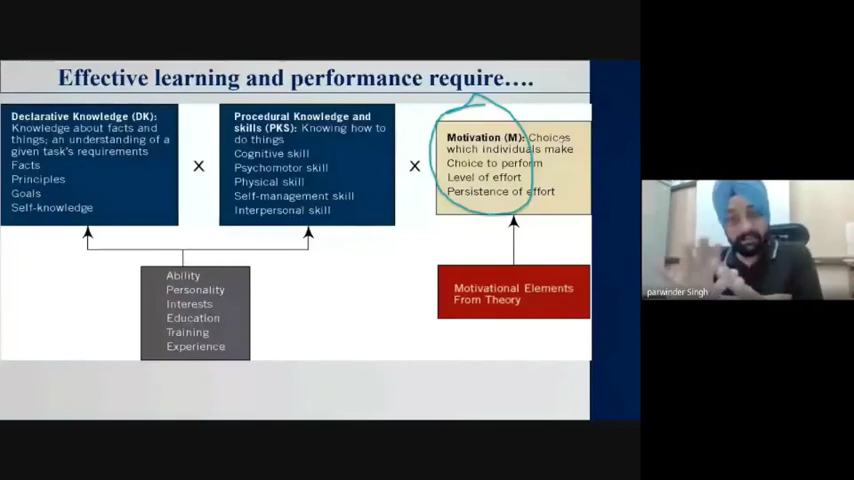 Effective learning and performance require....
Declarative Knowledge (DK):
Knowledge about facts and
things; an understanding of a
given task's requirements
Facts
Principles
Goals
Self-knowledge
X
Procedural Knowledge and
skills (PKS): Knowing how to
do things
Cognitive skill
Psychomotor skill
Physical skill
Self-management skill
Interpersonal skill
X
Motivation (M): Choices
which individuals make
Choice to perform
Level of effort
Persistence of effort
Ability
Personality
Interests
Education
Training
Experience
Motivational Elements
From Theory
parwinder Singh